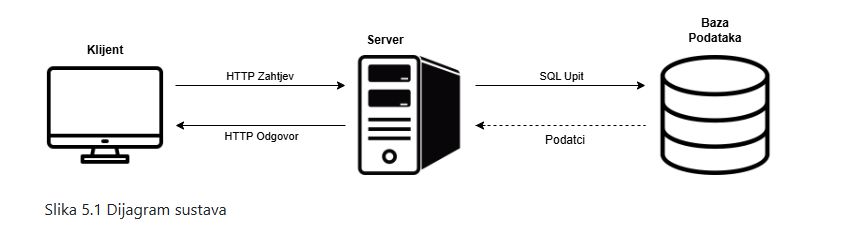 Klijent
Server
Baza
Podataka
HTTP Zahtjev
SQL Upit
HTTP Odgovor
Podatci
Slika 5.1 Dijagram sustava